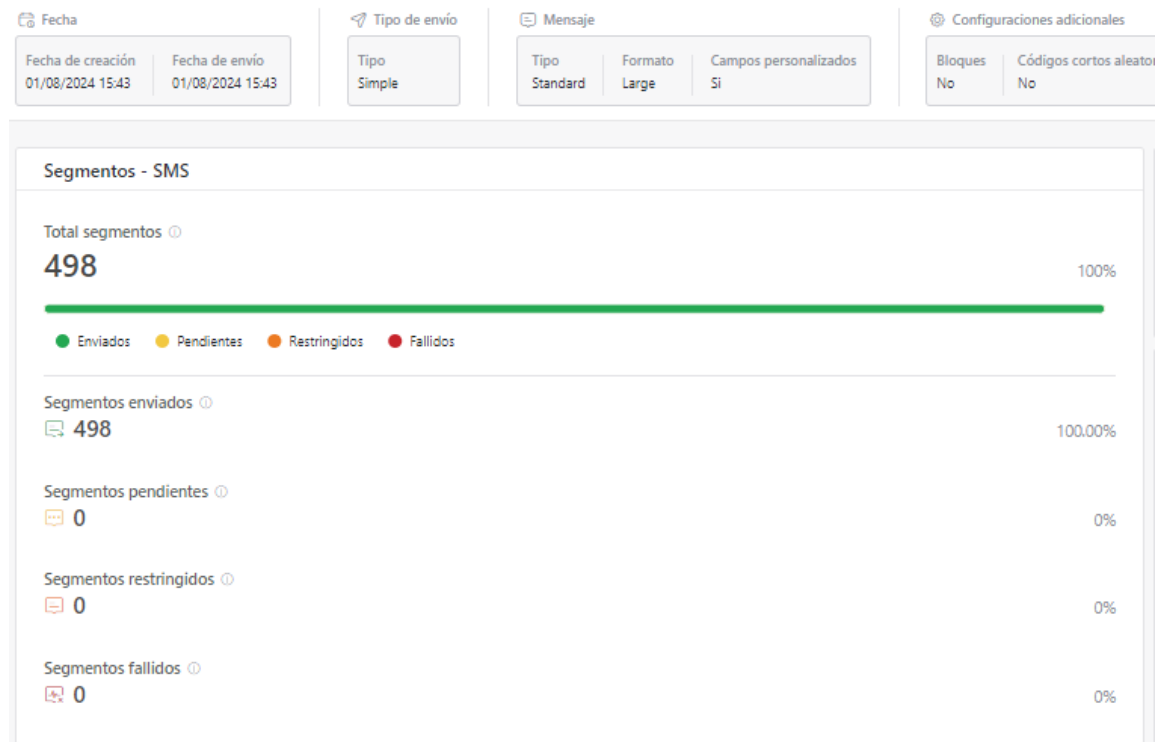 Fecha
Tipo de envío
Mensaje
Configuraciones adicionales
Fecha de creación
Fecha de envío
Tipo
Tipo
Formato
Campos personalizados
Bloques
Códigos cortos
01/08/2024 15:43
01/08/2024 15:43
Simple
Standard
Large
Si
No
No
Segmentos - SMS
Total segmentos
498
100%
Enviados
Pendientes
Restringidos
Fallidos
Segmentos enviados
498
100.00%
Segmentos pendientes
0
0%
Segmentos restringidos
0
0%
Segmentos fallidos
0
0%